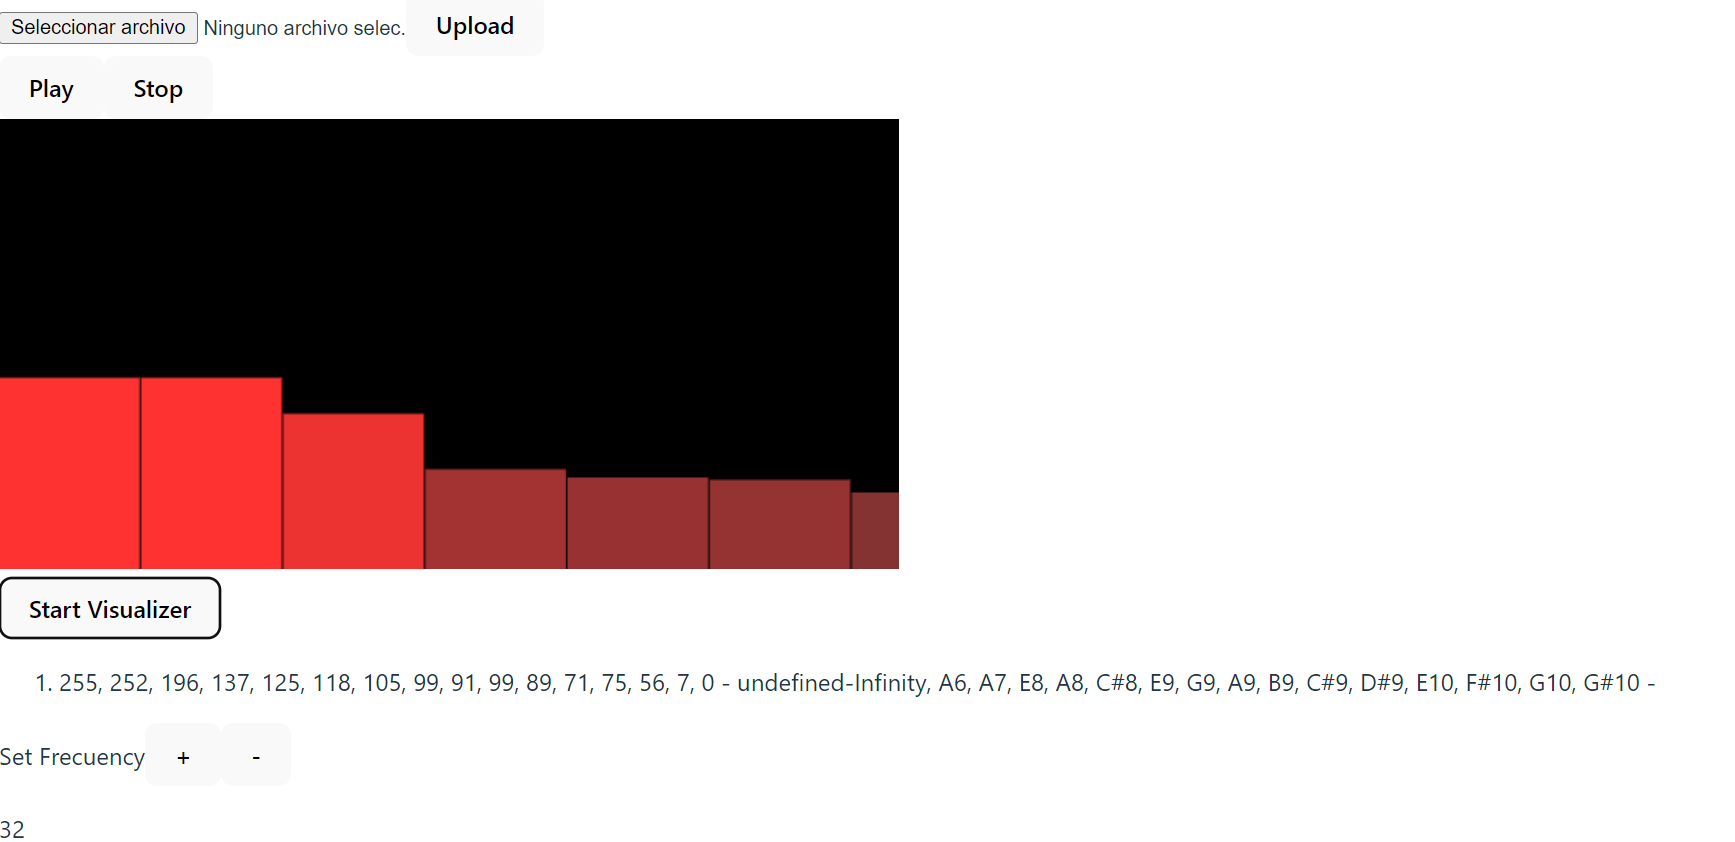 Seleccionar archivo Ninguno archivo selec. Upload
Play Stop
Start Visualizer
1. 255, 252, 196, 137, 125, 118, 105, 99, 91, 99, 89, 71, 75, 56, 7, 0 - undefined-Infinity, A6, A7, E8, A8, C#8, E9, G9, A9, B9, C#9, D#9, E10, F#10, G10, G#10 -
Set Frecuency + -
32